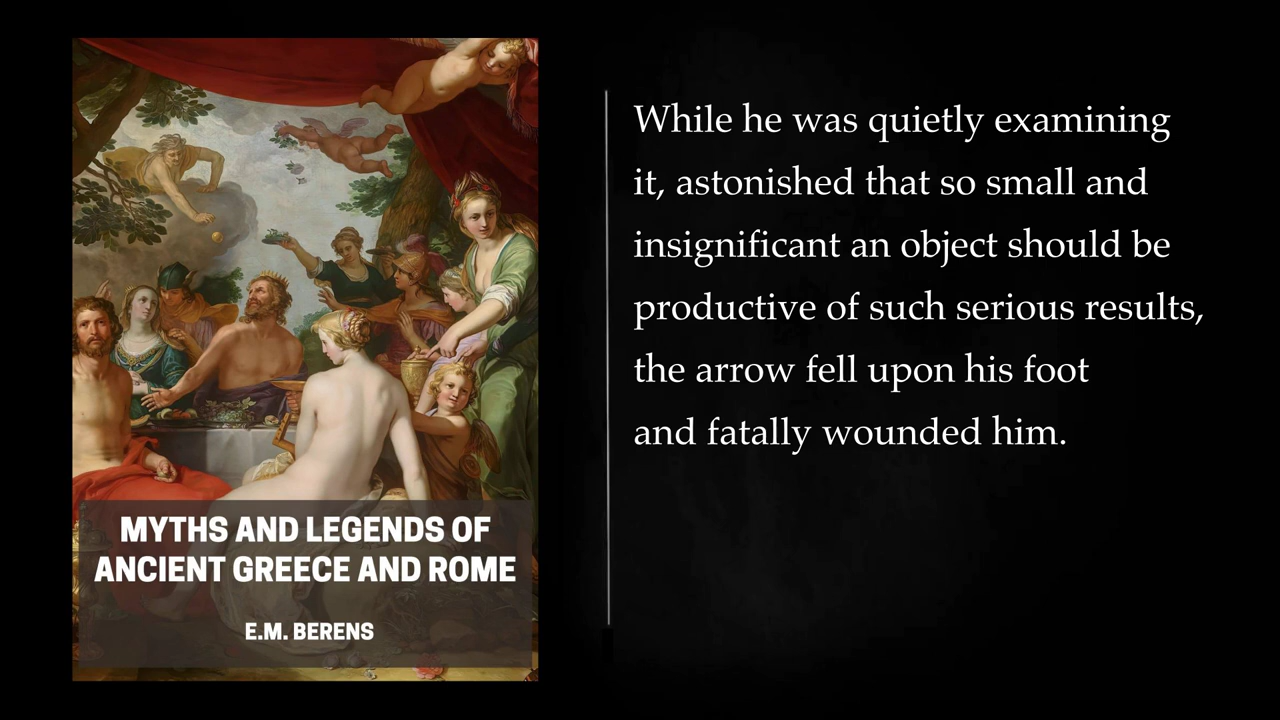 MYTHS AND LEGENDS OF
ANCIENT GREECE AND ROME
E.M. BERENS
While he was quietly examining
it, astonished that so small and
insignificant an object should be
productive of such serious results,
the arrow fell upon his foot
and fatally wounded him.